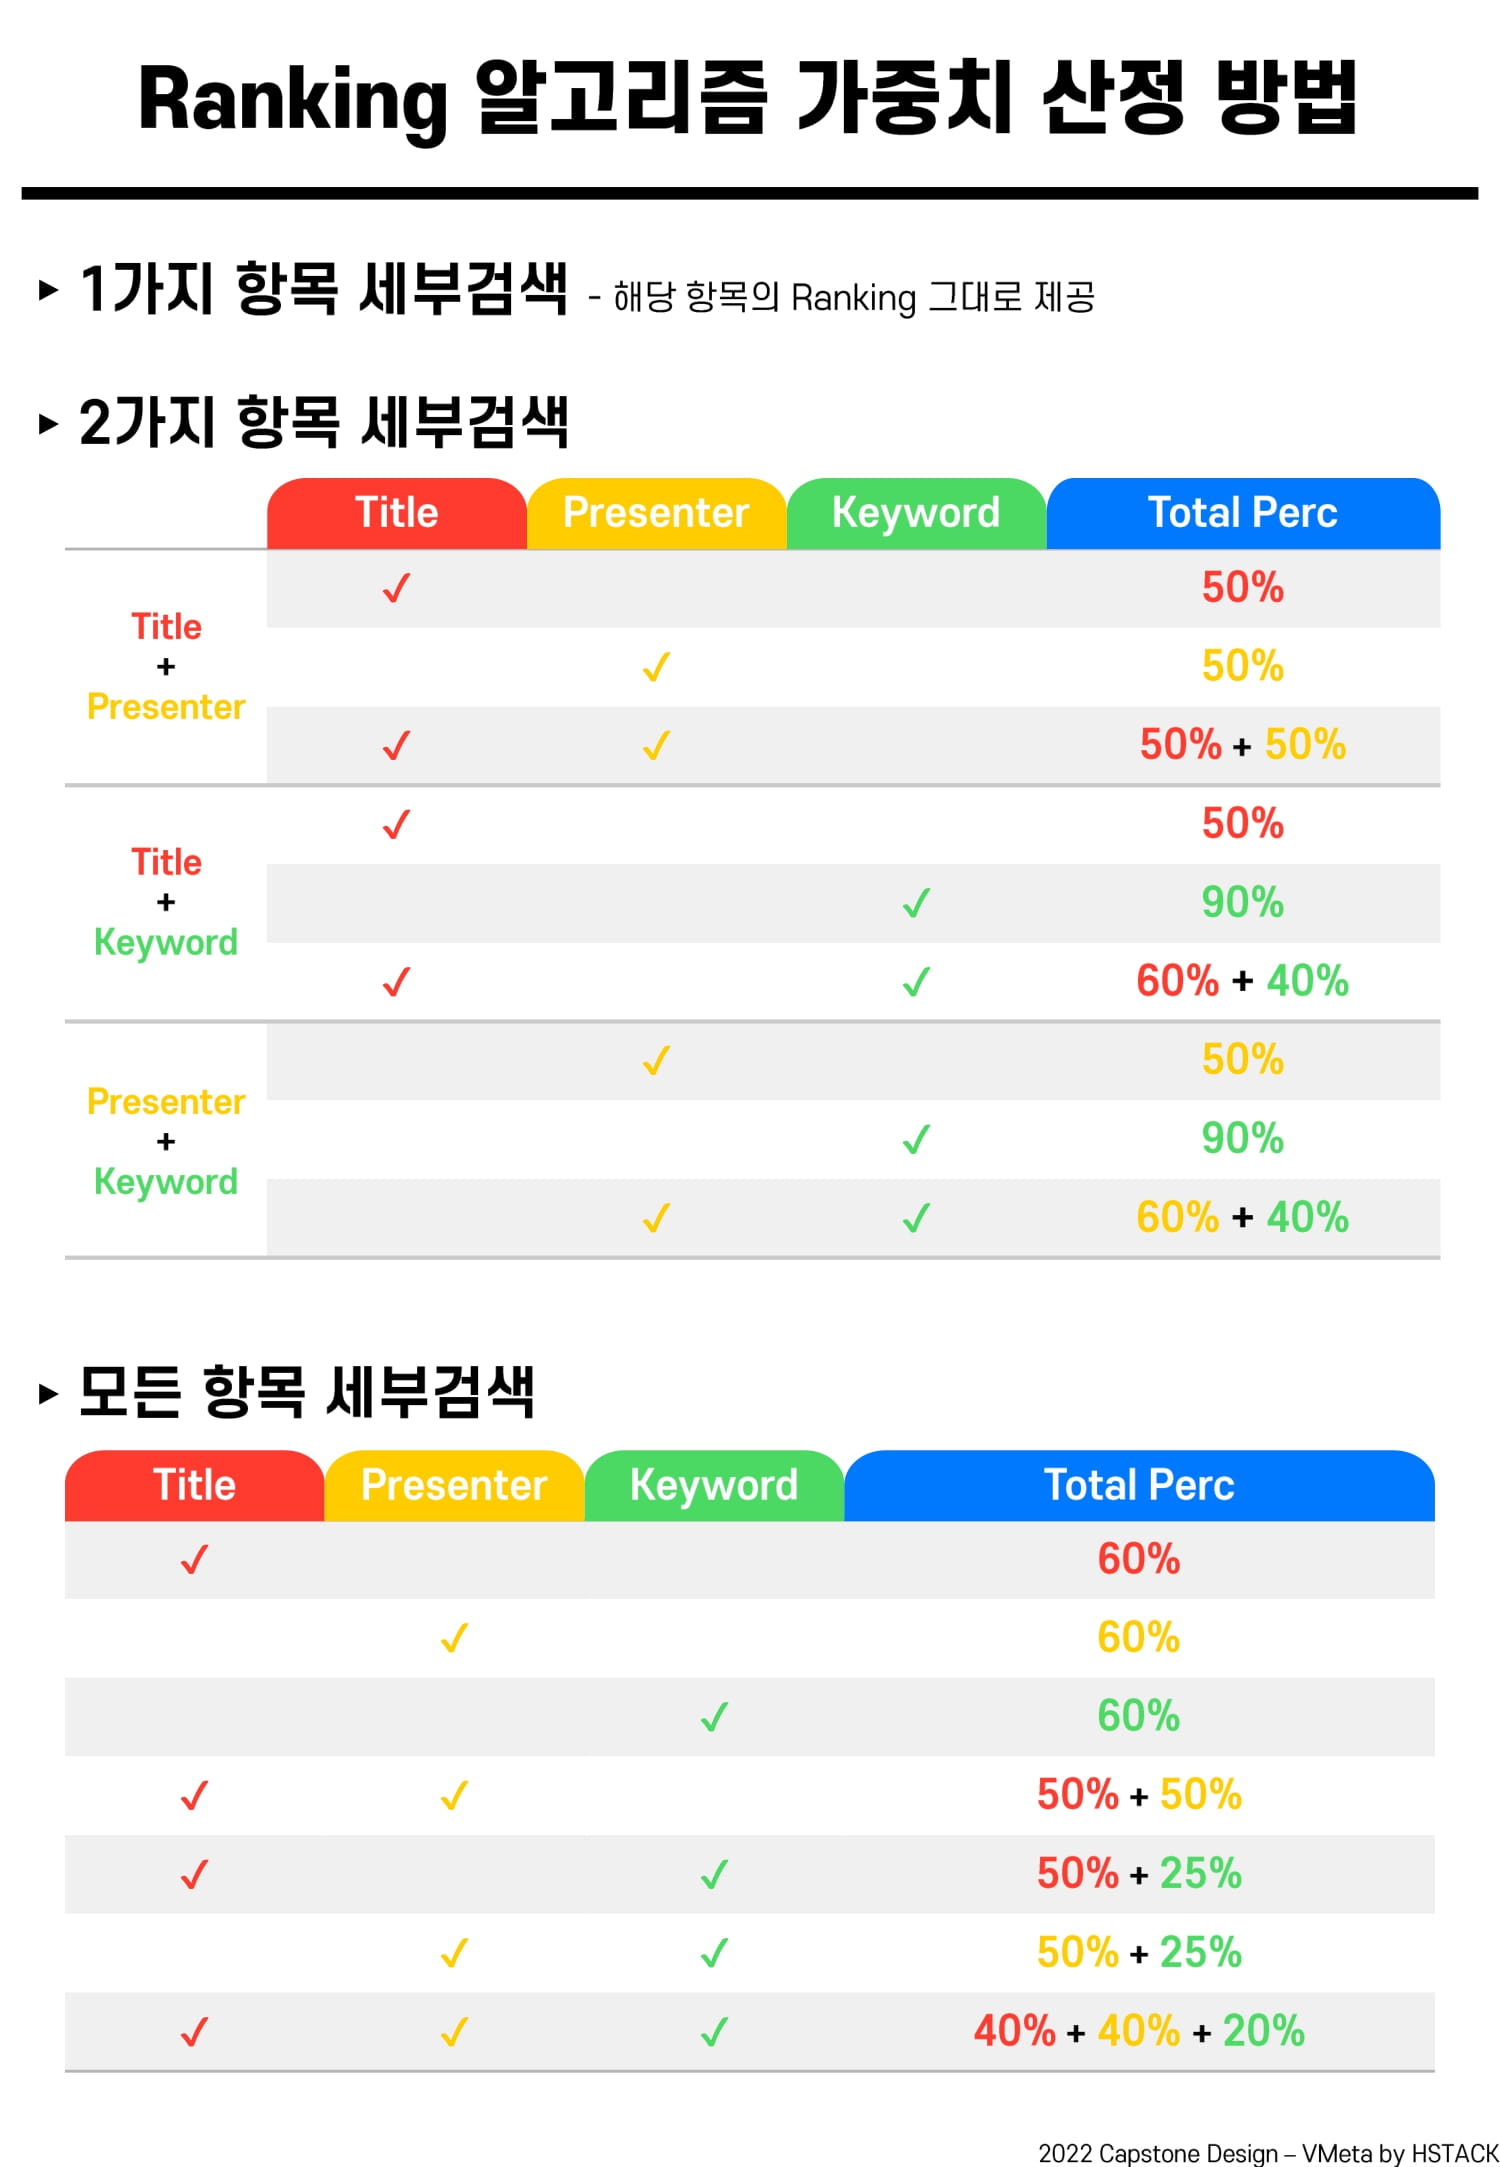 Ranking 알고리즘 가중치 산정 방법
▸ 1가지 항목 세부검색 - 해당 항목의 Ranking 그대로 제공
▸ 2가지 항목 세부검색
Title Presenter Keyword Total Perc
Title
+
Presenter
✓ 50%
✓ 50%
✓ ✓ 50% + 50%
Title
+
Keyword
✓ 50%
✓ 90%
✓ ✓ 60% + 40%
Presenter
+
Keyword
✓ 50%
✓ 90%
✓ ✓ 60% + 40%
▸ 모든 항목 세부검색
Title Presenter Keyword Total Perc
✓ 60%
✓ 60%
✓ 60%
✓ ✓ 50% + 50%
✓ ✓ 50% + 25%
✓ ✓ 50% + 25%
✓ ✓ ✓ 40% + 40% + 20%
2022 Capstone Design – VMeta by HSTACK